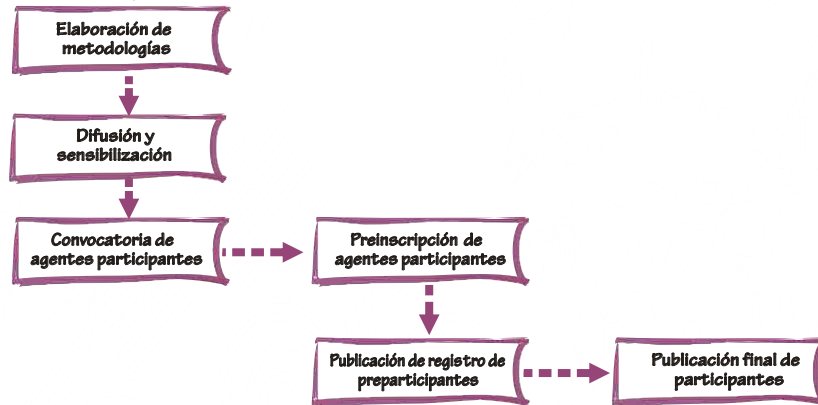 Elaboración de
metodologías
Difusión y
sensibilización
Convocatoria de
agentes participantes
Preinscripción de
agentes participantes
Publicación de registro de
preparticipantes
Publicación final de
participantes